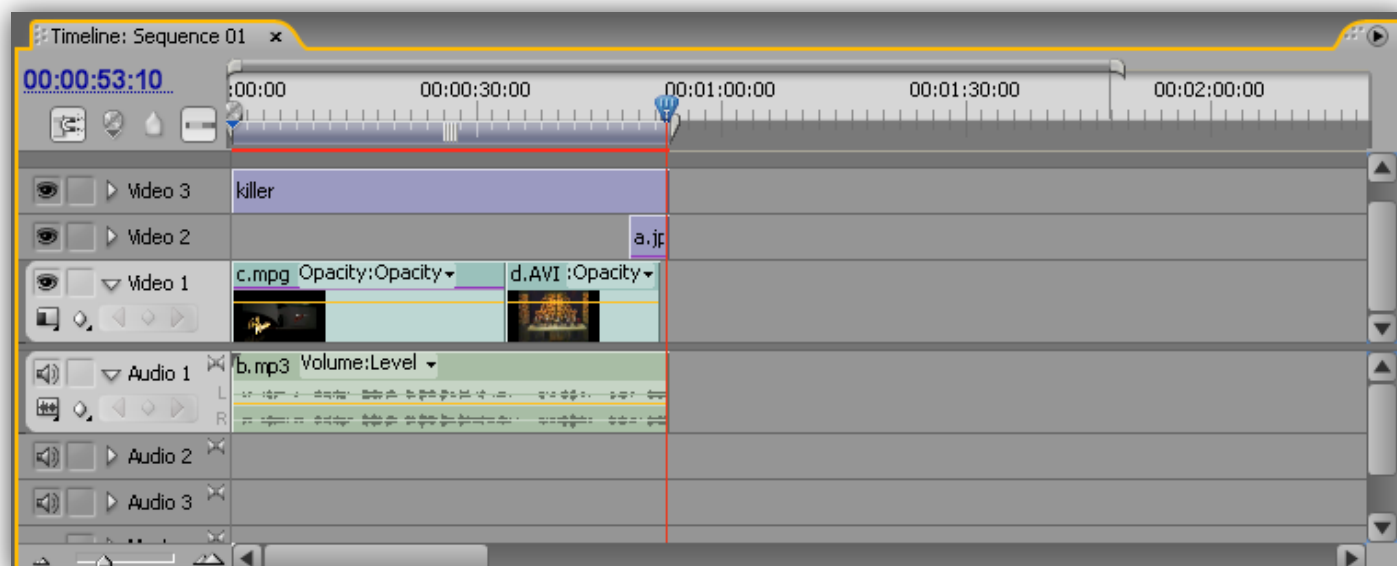 Timeline: Sequence 01 x
00:00:53:10
:00:00 00:00:30:00 00:01:00:00 00:01:30:00 00:02:00:00
Video 3 killer
Video 2 a.jp
Video 1 c.mpg Opacity:Opacity d.AVI :Opacity
Audio 1 b.mp3 Volume:Level
L
R
Audio 2
Audio 3